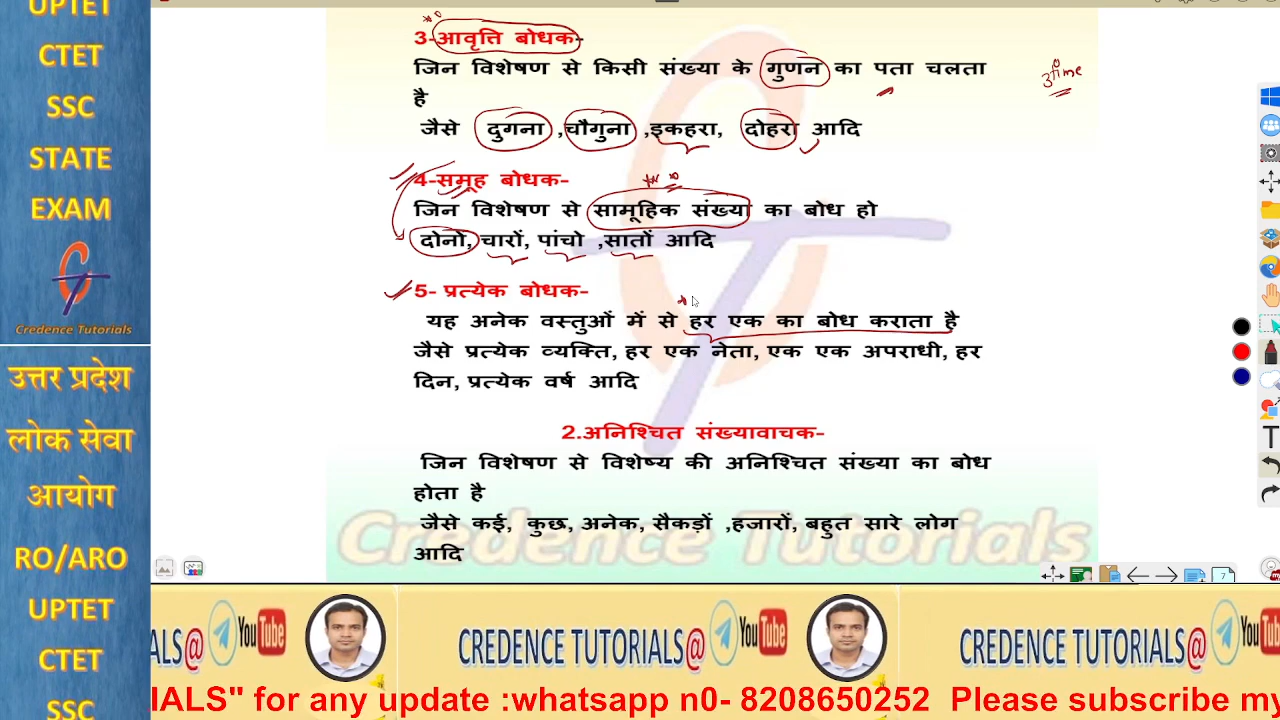 UPTET
CTET
SSC
STATE
EXAM
Credence Tutorials
उत्तर प्रदेश
लोक सेवा
आयोग
RO/ARO
UPTET
CTET
SSC
3-आवृत्ति बोधक-
जिन विशेषण से किसी संख्या के गुणन का पता चलता
है
जैसे दुगना ,चौगुना ,इकहरा, दोहरा आदि
3 time
4-समूह बोधक-
जिन विशेषण से सामूहिक संख्या का बोध हो
दोनो, चारों, पांचो ,सातों आदि
5- प्रत्येक बोधक-
यह अनेक वस्तुओं में से हर एक का बोध कराता है
जैसे प्रत्येक व्यक्ति, हर एक नेता, एक एक अपराधी, हर
दिन, प्रत्येक वर्ष आदि
2.अनिश्चित संख्यावाचक-
जिन विशेषण से विशेष्य की अनिश्चित संख्या का बोध
होता है
जैसे कई, कुछ, अनेक, सैकड़ों ,हजारों, बहुत सारे लोग
आदि
Credence Tutorials
7
IALS@ YouTube CREDENCE TUTORIALS@ YouTube CREDENCE TUTORIALS@ You
IALS" for any update :whatsapp n0- 8208650252 Please subscribe my